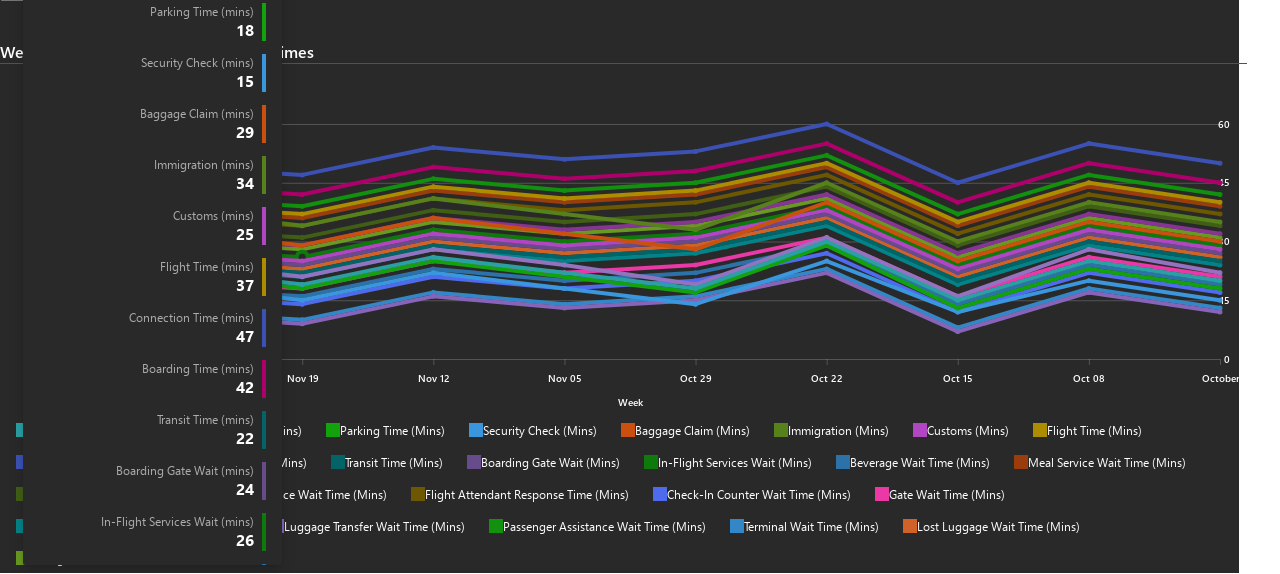 Parking Time (mins)
18
We
imes
Security Check (mins)
15
Baggage Claim (mins)
29
Immigration (mins)
34
Customs (mins)
25
Flight Time (mins)
37
Connection Time (mins)
47
Boarding Time (mins)
42
Transit Time (mins)
22
Boarding Gate Wait (mins)
24
In-Flight Services Wait (mins)
26
60
45
30
15
0
Nov 19
Nov 12
Nov 05
Oct 29
Oct 22
Oct 15
Oct 08
October
Week
ins)
Parking Time (Mins)
Security Check (Mins)
Baggage Claim (Mins)
Immigration (Mins)
Customs (Mins)
Flight Time (Mins)
Mins)
Transit Time (Mins)
Boarding Gate Wait (Mins)
In-Flight Services Wait (Mins)
Beverage Wait Time (Mins)
Meal Service Wait Time (Mins)
ce Wait Time (Mins)
Flight Attendant Response Time (Mins)
Check-In Counter Wait Time (Mins)
Gate Wait Time (Mins)
Luggage Transfer Wait Time (Mins)
Passenger Assistance Wait Time (Mins)
Terminal Wait Time (Mins)
Lost Luggage Wait Time (Mins)